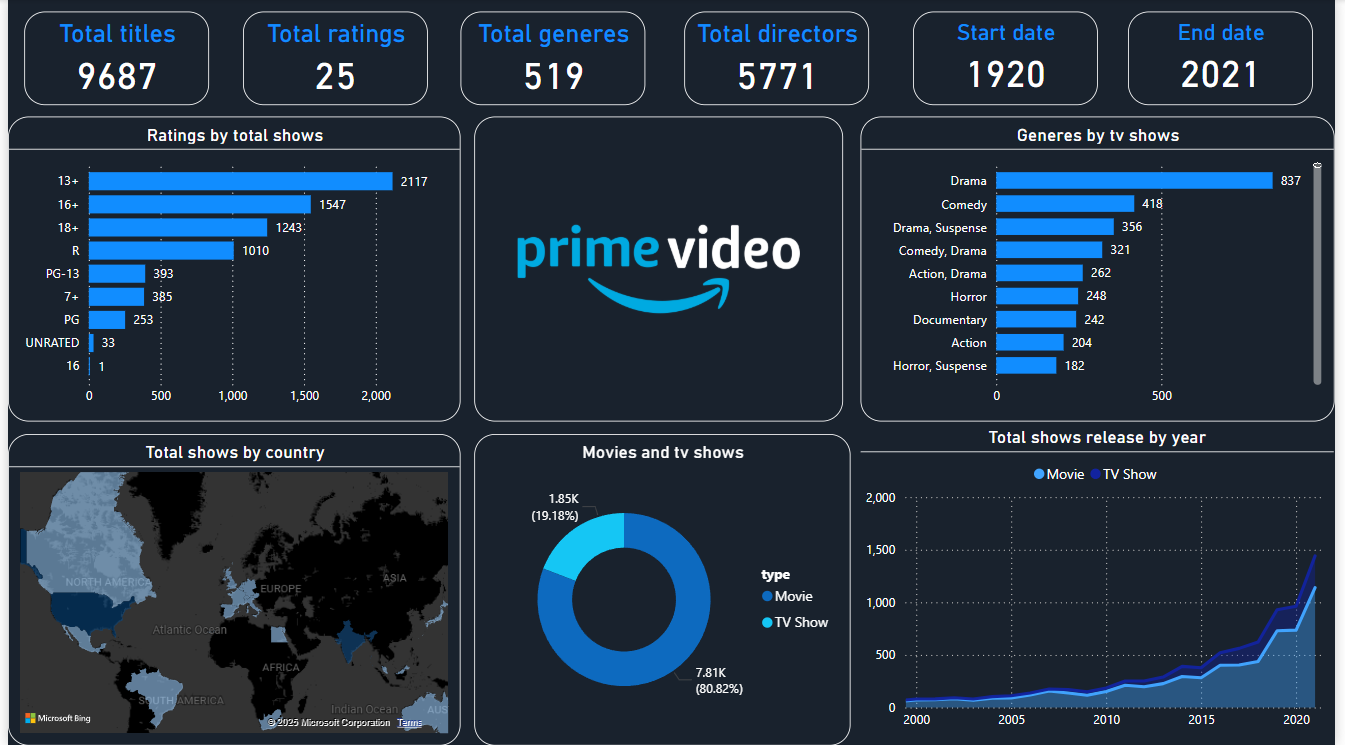 Total titles
9687
Total ratings
25
Total generes
519
Total directors
5771
Start date
1920
End date
2021
Ratings by total shows
13+ 2117
16+ 1547
18+ 1243
R 1010
PG-13 393
7+ 385
PG 253
UNRATED 33
16 1
0 500 1,000 1,500 2,000
prime video
Generes by tv shows
Drama 837
Comedy 418
Drama, Suspense 356
Comedy, Drama 321
Action, Drama 262
Horror 248
Documentary 242
Action 204
Horror, Suspense 182
0 500
Total shows by country
NORTH AMERICA
EUROPE
ASIA
Atlantic Ocean
AFRICA
SOUTH AMERICA
Indian Ocean
AUS
Microsoft Bing
© 2025 Microsoft Corporation Terms
Movies and tv shows
1.85K
(19.18%)
type
Movie
TV Show
7.81K
(80.82%)
Total shows release by year
Movie TV Show
2,000
1,500
1,000
500
0
2000 2005 2010 2015 2020